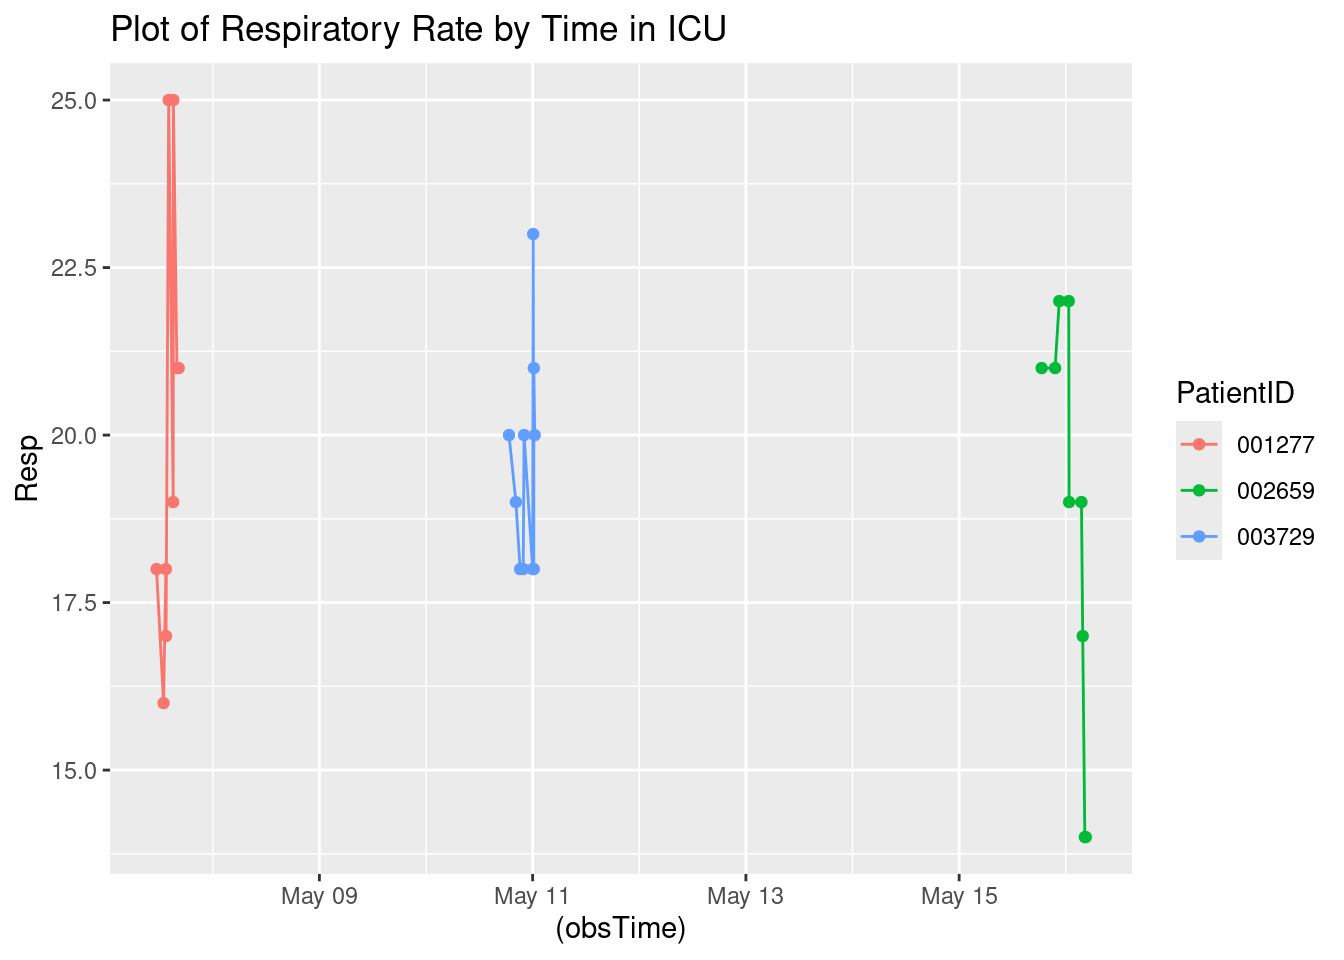 Plot of Respiratory Rate by Time in ICU
25.0
22.5
20.0
17.5
15.0
Resp
May 09 May 11 May 13 May 15
(obsTime)
PatientID
001277
002659
003729